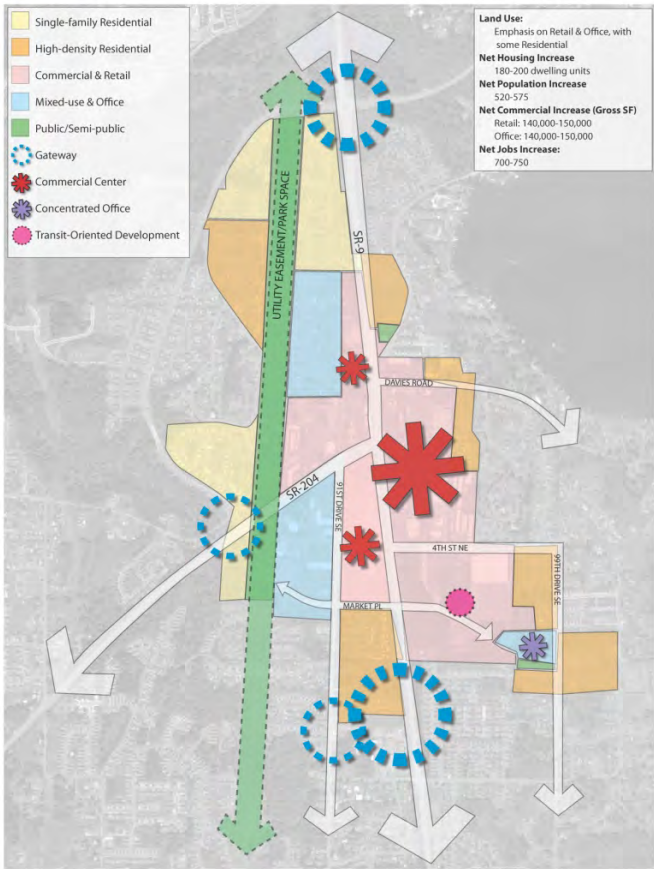 Single-family Residential
High-density Residential
Commercial & Retail
Mixed-use & Office
Public/Semi-public
Gateway
Commercial Center
Concentrated Office
Transit-Oriented Development
Land Use:
Emphasis on Retail & Office, with
some Residential
Net Housing Increase
180-200 dwelling units
Net Population Increase
520-575
Net Commercial Increase (Gross SF)
Retail: 140,000-150,000
Office: 140,000-150,000
Net Jobs Increase:
700-750
UTILITY EASEMENT/PARK SPACE
SR-9
DAVIES ROAD
SR-204
91ST DRIVE SE
4TH ST NE
99TH DRIVE SE
MARKET PL